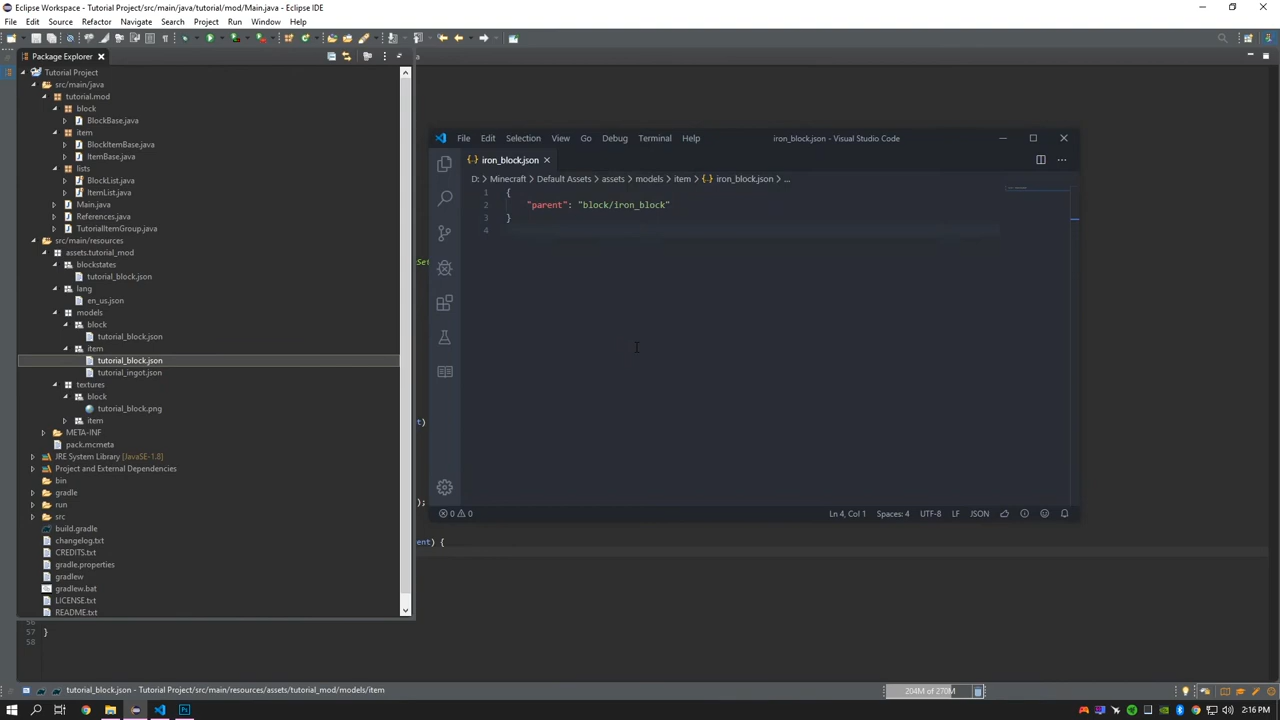 Eclipse Workspace - Tutorial Project/src/main/java/tutorial/mod/Main.java - Eclipse IDE
File Edit Source Refactor Navigate Search Project Run Window Help
Package Explorer
Tutorial Project
src/main/java
tutorial.mod
block
BlockBase.java
item
BlockItemBase.java
ItemBase.java
lists
BlockList.java
ItemList.java
Main.java
References.java
TutorialItemGroup.java
src/main/resources
assets.tutorial_mod
blockstates
tutorial_block.json
lang
en_us.json
models
block
tutorial_block.json
item
tutorial_block.json
tutorial_ingot.json
textures
block
tutorial_block.png
item
META-INF
pack.mcmeta
JRE System Library [JavaSE-1.8]
Project and External Dependencies
bin
gradle
run
src
build.gradle
changelog.txt
CREDITS.txt
gradle.properties
gradlew
gradlew.bat
LICENSE.txt
README.txt
a
Set
t)
);
ent) {
File Edit Selection View Go Debug Terminal Help
iron_block.json - Visual Studio Code
iron_block.json
D: > Minecraft > Default Assets > assets > models > item > iron_block.json > ...
1 {
2 "parent": "block/iron_block"
3 }
4
0 0
Ln 4, Col 1 Spaces: 4 UTF-8 LF JSON
56
57 }
58
tutorial_block.json - Tutorial Project/src/main/resources/assets/tutorial_mod/models/item
204M of 270M
2:16 PM